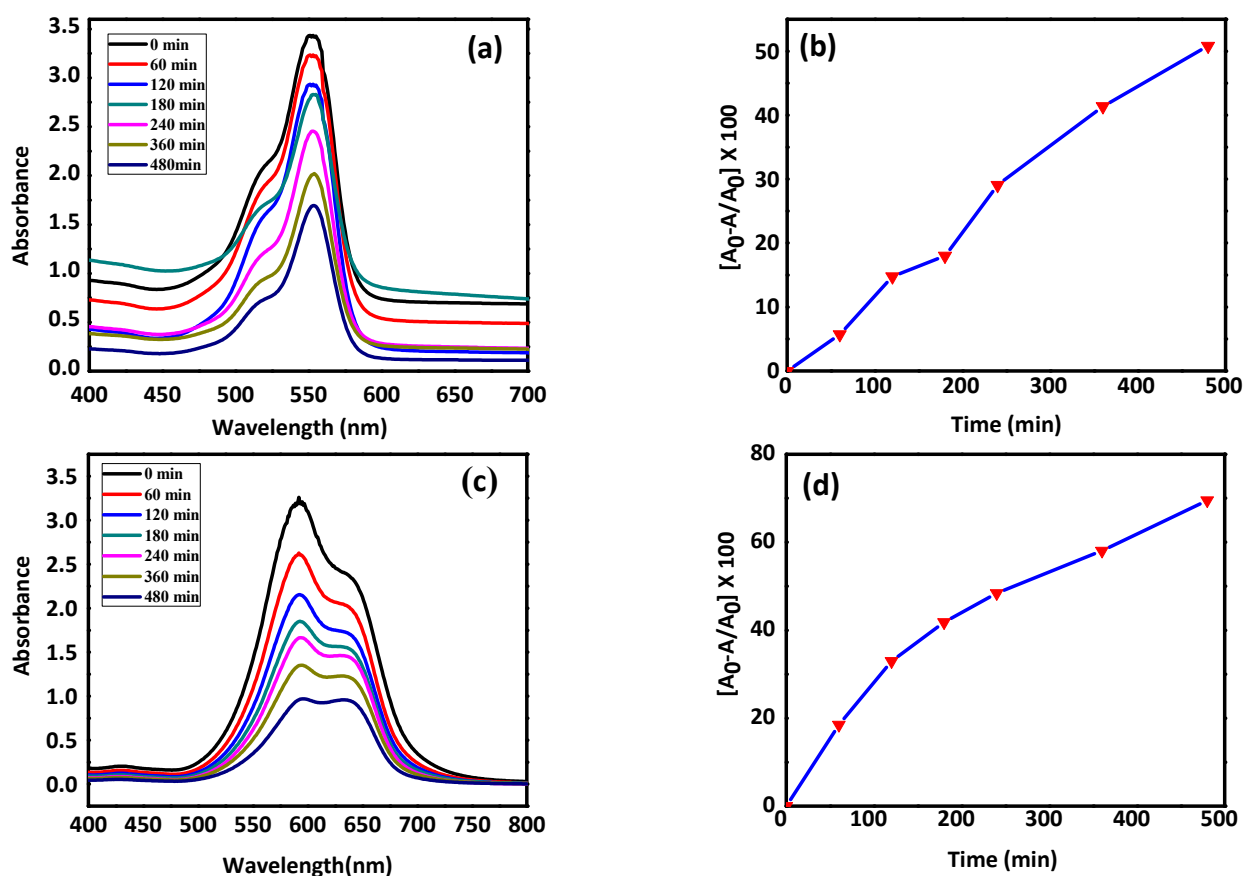 (a)
0 min
60 min
120 min
180 min
240 min
360 min
480min
3.5
3.0
2.5
2.0
1.5
1.0
0.5
0.0
Absorbance
400 450 500 550 600 650 700
Wavelength (nm)
(b)
50
40
30
20
10
0
[A0-A/A0] X 100
0 100 200 300 400 500
Time (min)
(c)
0 min
60 min
120 min
180 min
240 min
360 min
480 min
3.5
3.0
2.5
2.0
1.5
1.0
0.5
0.0
Absorbance
400 450 500 550 600 650 700 750 800
Wavelength(nm)
(d)
80
60
40
20
0
[A0-A/A0] X 100
0 100 200 300 400 500
Time (min)